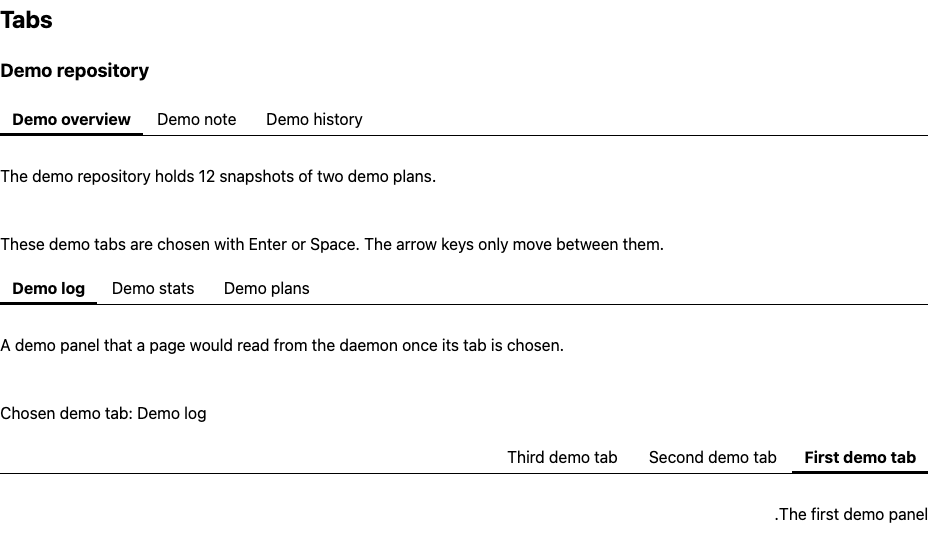 Tabs
Demo repository
Demo overview Demo note Demo history
The demo repository holds 12 snapshots of two demo plans.
These demo tabs are chosen with Enter or Space. The arrow keys only move between them.
Demo log Demo stats Demo plans
A demo panel that a page would read from the daemon once its tab is chosen.
Chosen demo tab: Demo log
Third demo tab Second demo tab First demo tab
.The first demo panel